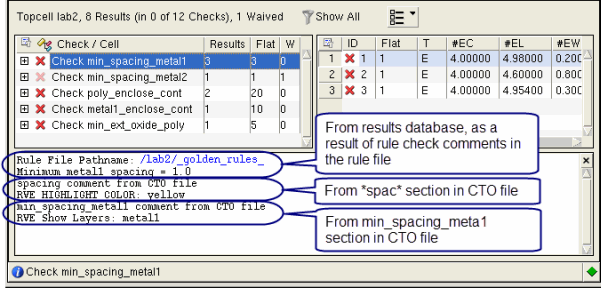 Topcell lab2, 8 Results (in 0 of 12 Checks), 1 Waived
Show All
Check / Cell Results Flat W
Check min_spacing_metal1 3 3 0
Check min_spacing_metal2 1 1 1
Check poly_enclose_cont 2 20 0
Check metal1_enclose_cont 1 10 0
Check min_ext_oxide_poly 1 5 0
ID Flat T #EC #EL #EW
1 1 1 E 4.00000 4.98000 0.200
2 2 1 E 4.00000 4.60000 0.800
3 3 1 E 4.00000 4.95400 0.300
Rule File Pathname: /lab2/_golden_rules_
Minimum metal1 spacing = 1.0
spacing comment from CTO file
RVE HIGHLIGHT COLOR: yellow
min_spacing_metal1 comment from CTO file
RVE Show Layers: metal1
From results database, as a
result of rule check comments in
the rule file
From *spac* section in CTO file
From min_spacing_meta1
section in CTO file
Check min_spacing_metal1